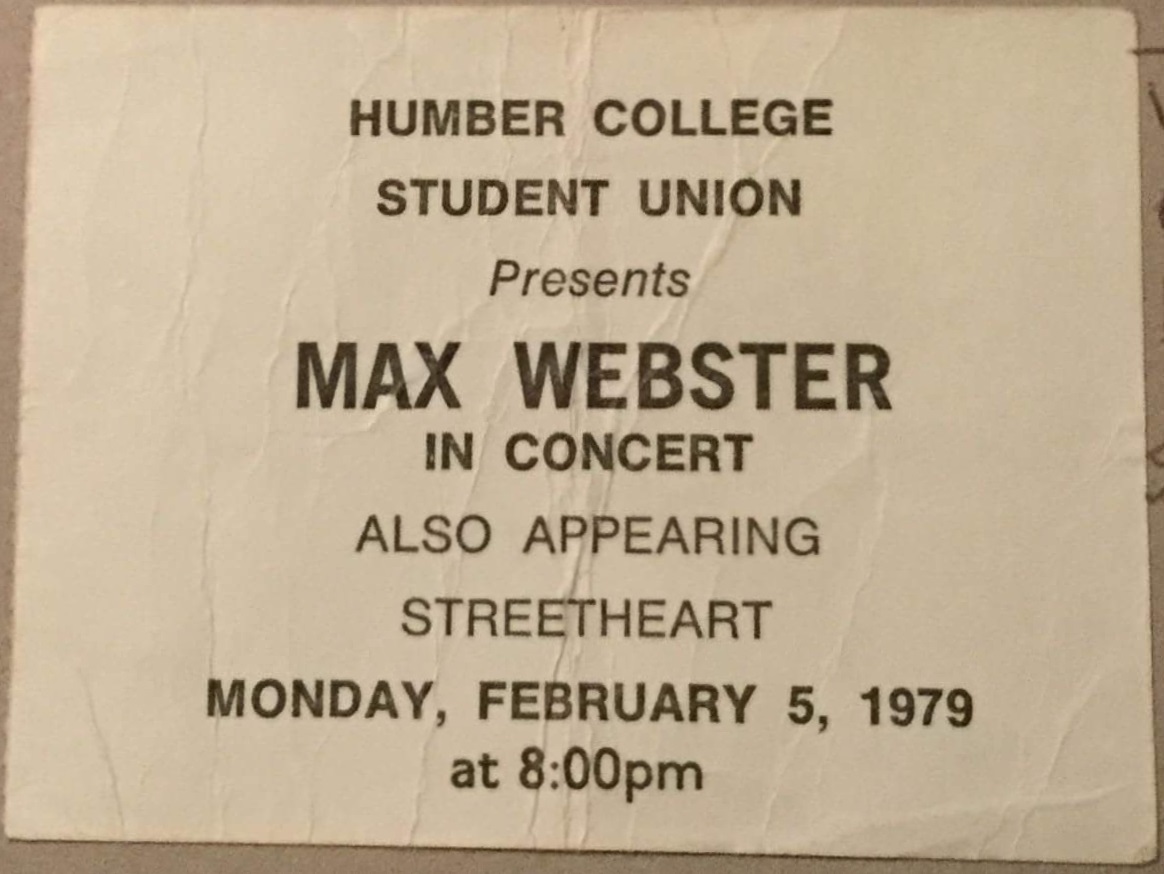 HUMBER COLLEGE
STUDENT UNION
Presents
MAX WEBSTER
IN CONCERT
ALSO APPEARING
STREETHEART
MONDAY, FEBRUARY 5, 1979
at 8:00pm